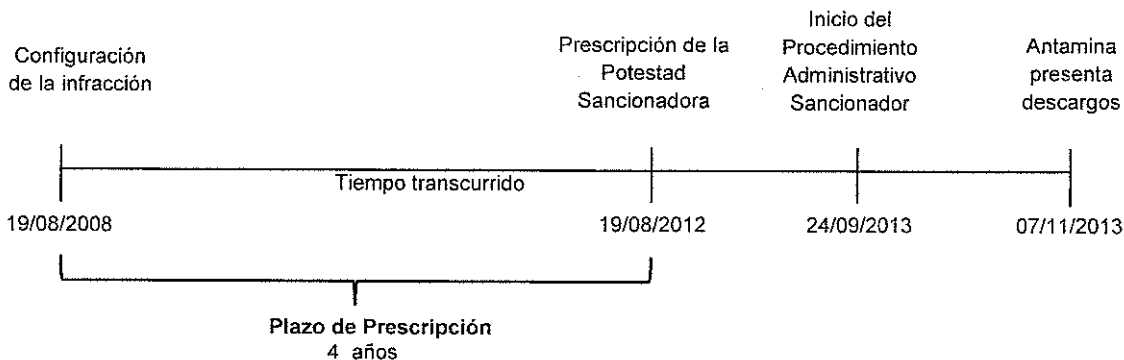 Configuración
de la infracción
Prescripción de la
Potestad
Sancionadora
Inicio del
Procedimiento
Administrativo
Sancionador
Antamina
presenta
descargos
Tiempo transcurrido
19/08/2008
19/08/2012
24/09/2013
07/11/2013
Plazo de Prescripción
4 años